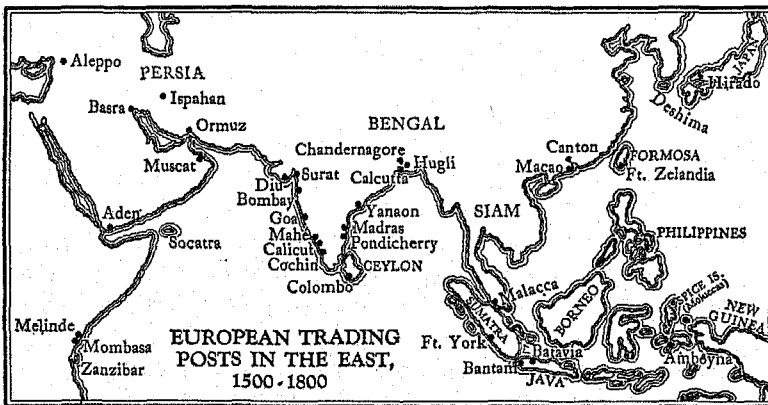 Aleppo
PERSIA
Ispahan
Basra
Ormuz
Muscat
Aden
Socatra
Melinde
Mombasa
Zanzibar
BENGAL
Chandernagore
Hugli
Calcutta
Surat
Diu
Bombay
Goa
Mahe
Calicut
Cochin
Colombo
Yanaon
Madras
Pondicherry
CEYLON
SIAM
Canton
Macao
FORMOSA
Ft. Zelandia
JAPAN
Hirado
Deshima
PHILIPPINES
Malacca
SUMATRA
BORNEO
SPICE IS.
(Moluccas)
NEW
GUINEA
Ft. York
Batavia
Bantam
JAVA
Amboyna
EUROPEAN TRADING
POSTS IN THE EAST,
1500-1800